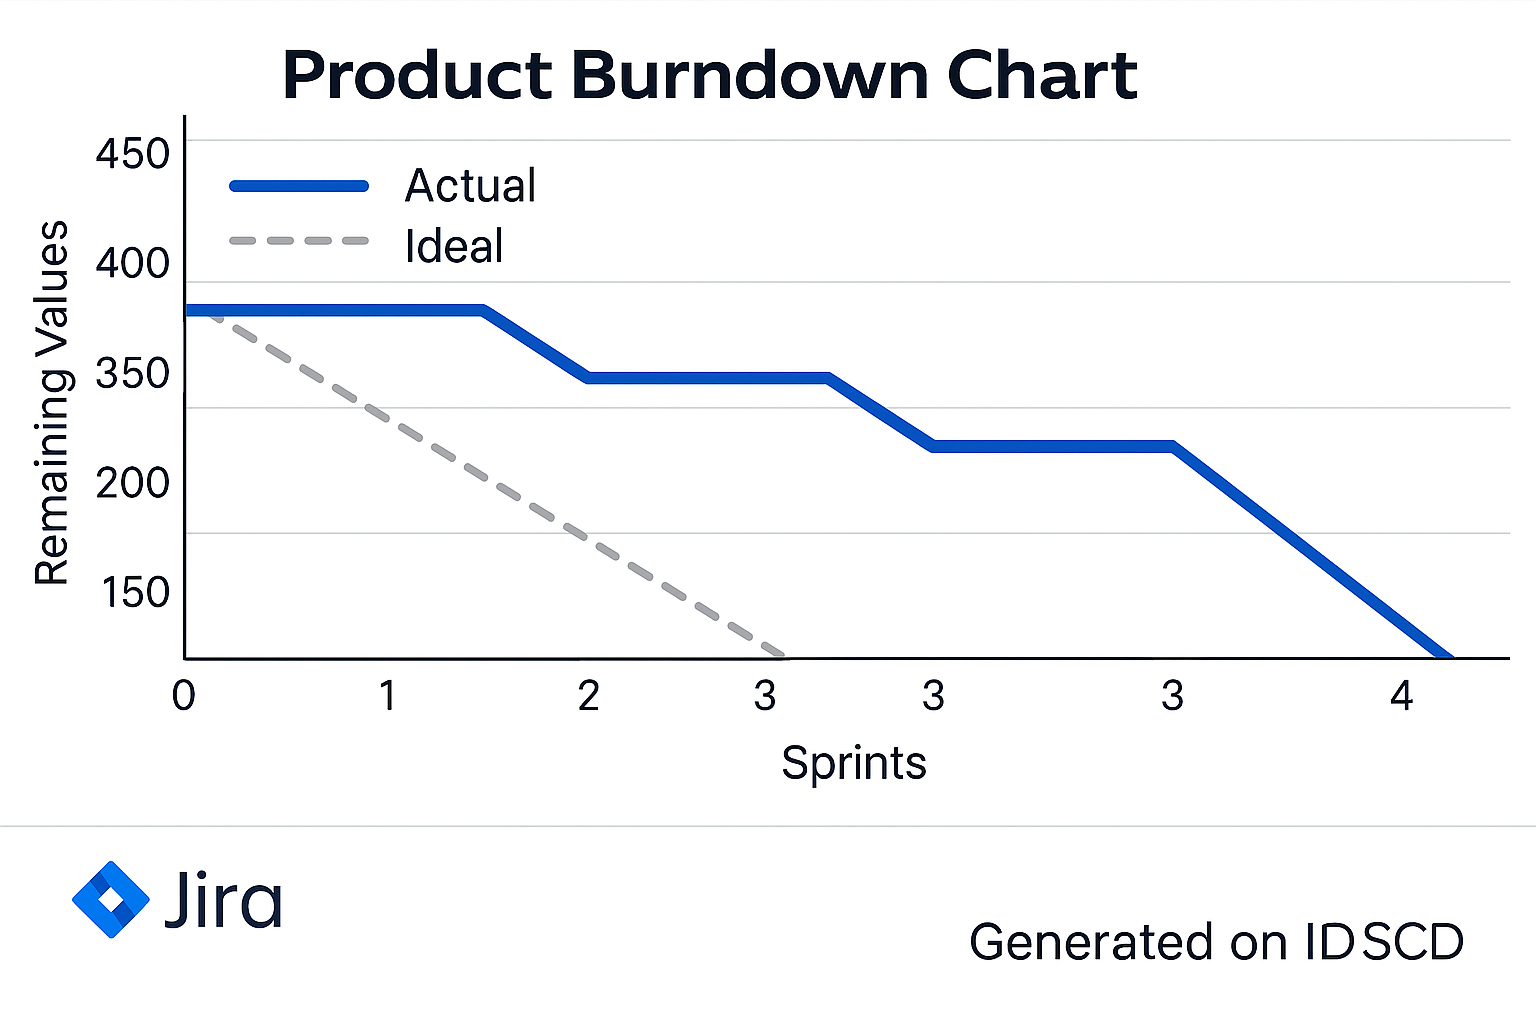 Product Burndown Chart
450
Actual
Ideal
400
350
200
150
Remaining Values
0 1 2 3 3 3 4
Sprints
Jira
Generated on IDSCD